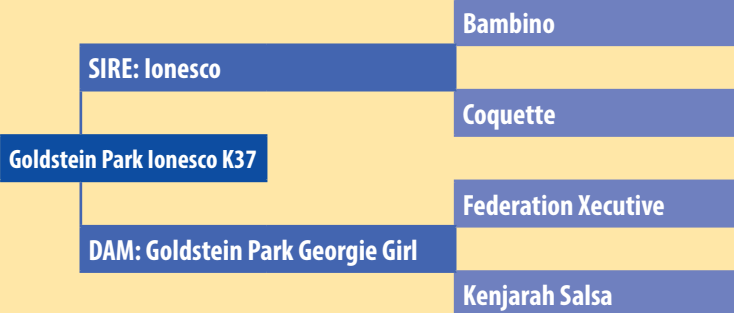 Bambino
SIRE: Ionesco
Coquette
Goldstein Park Ionesco K37
Federation Xecutive
DAM: Goldstein Park Georgie Girl
Kenjarah Salsa